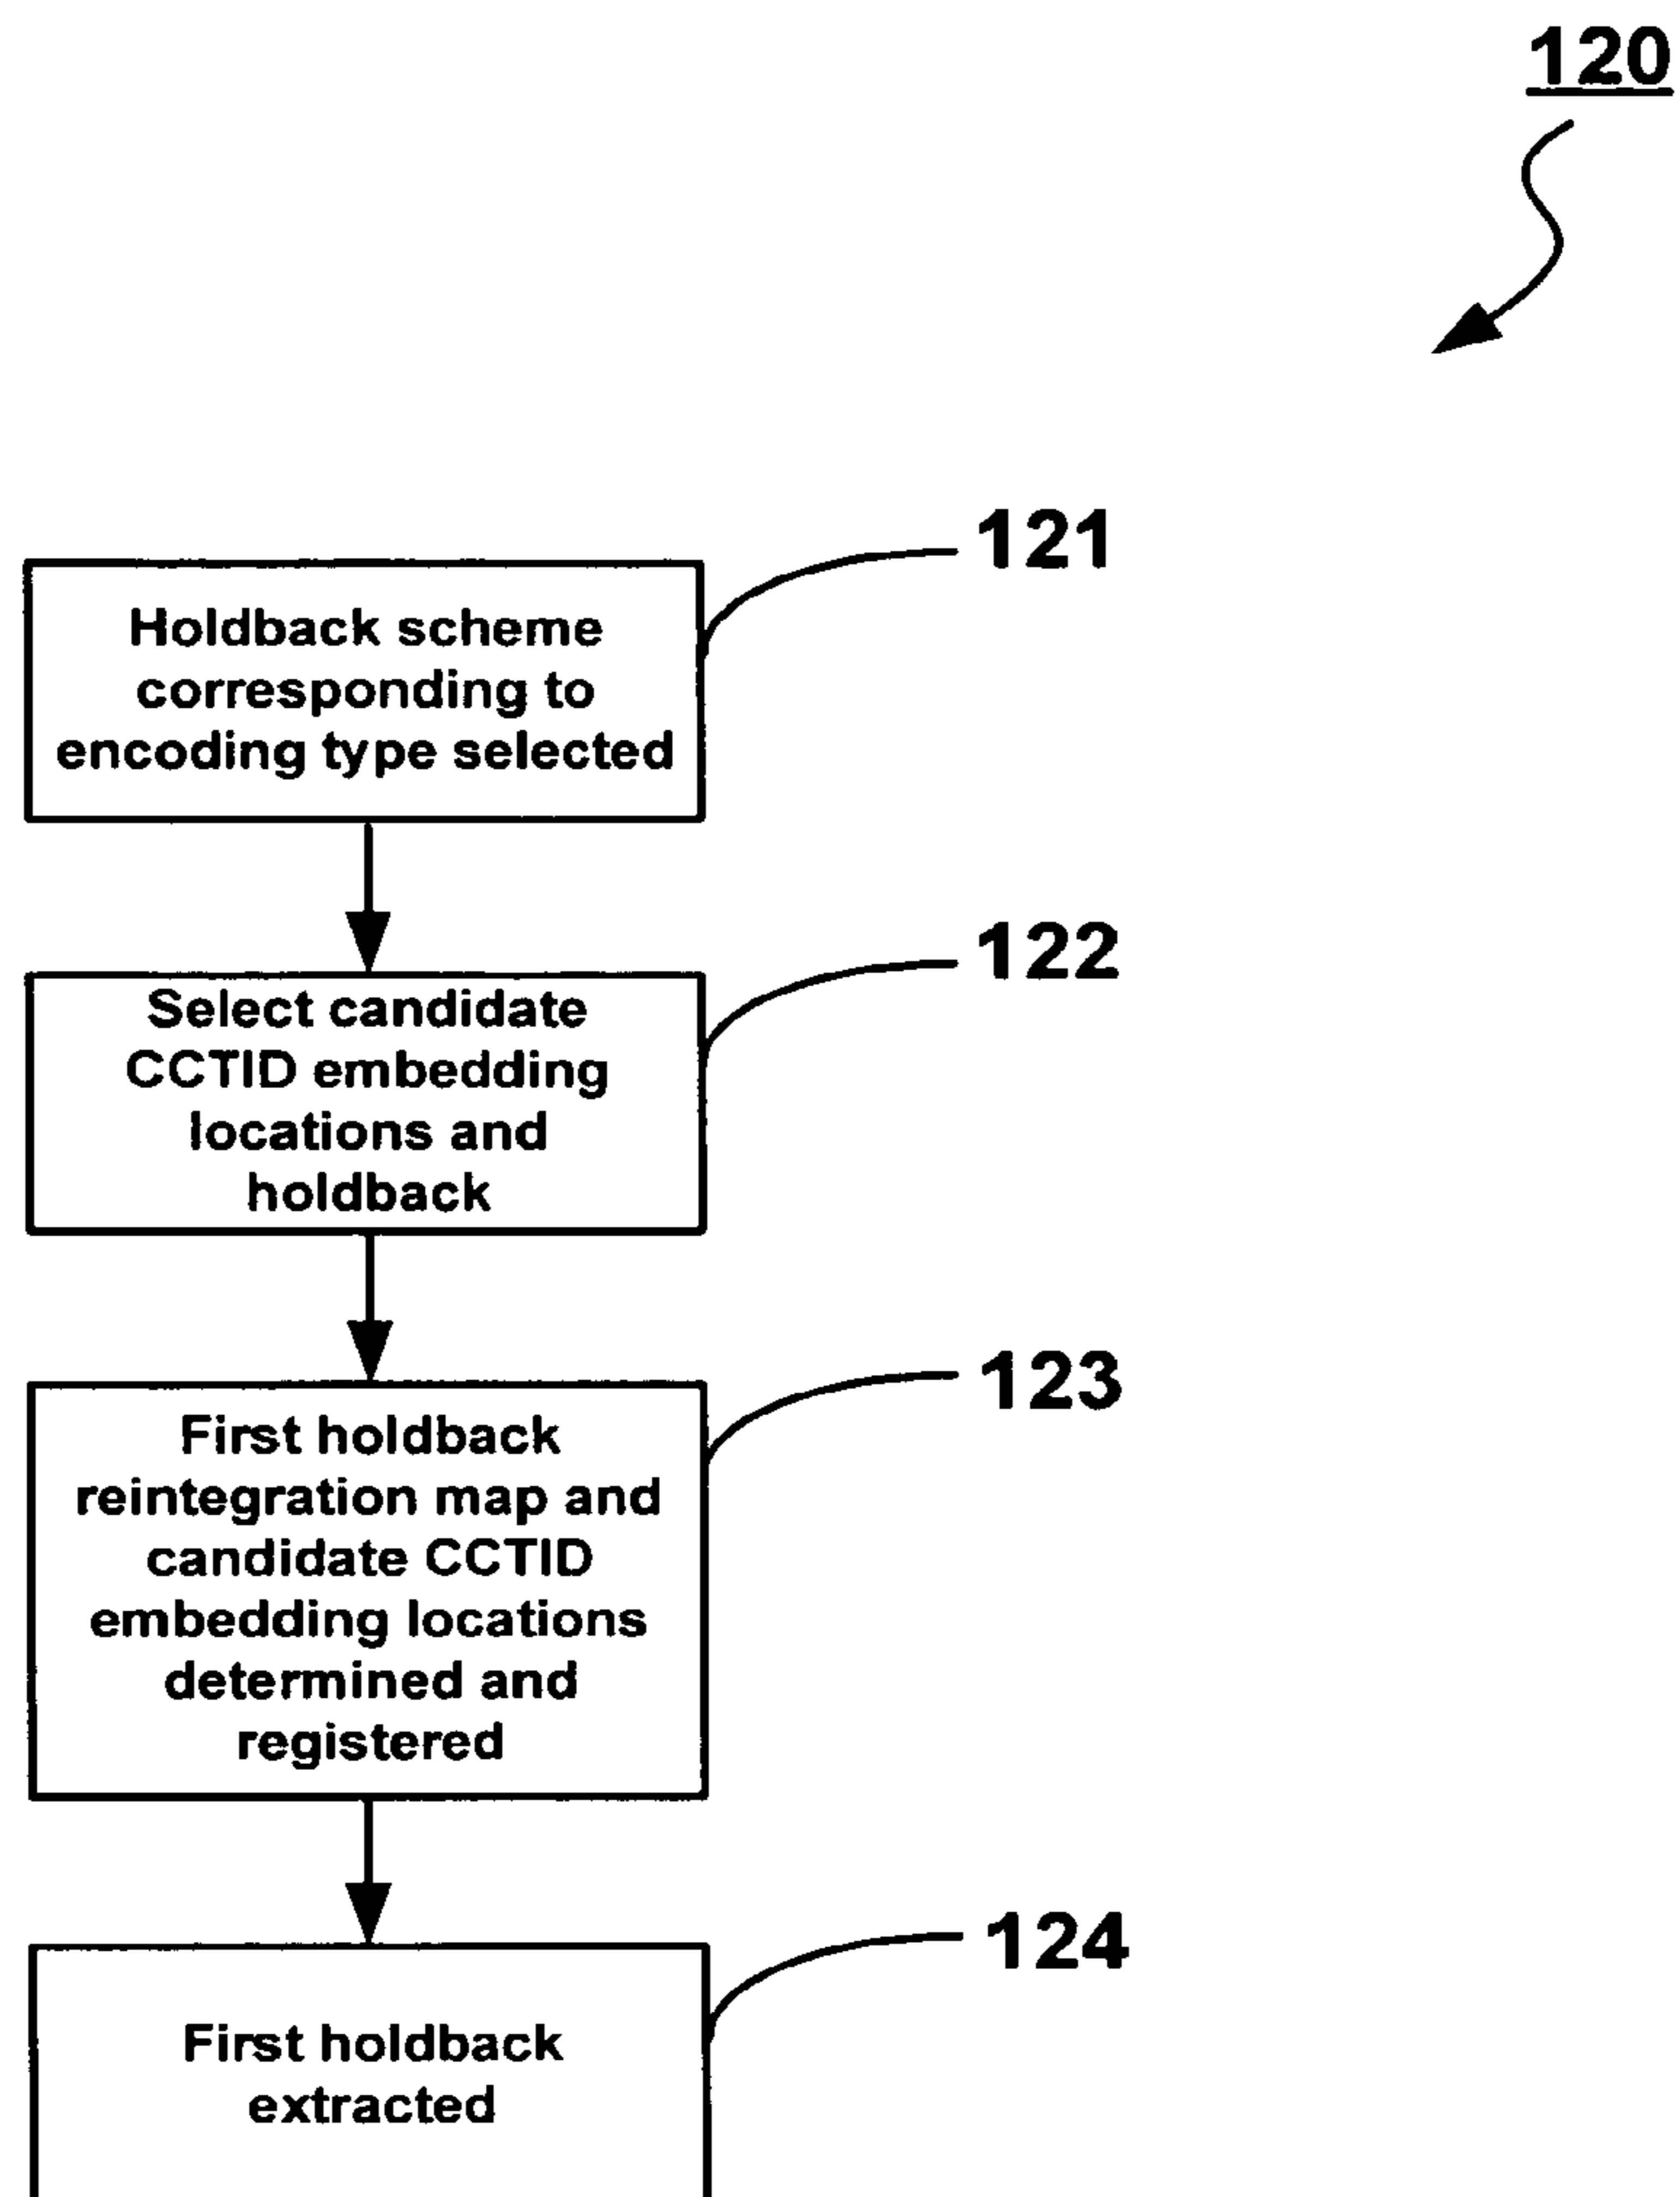 120
121
Holdback scheme
corresponding to
encoding type selected
122
Select candidate
CCTID embedding
locations and
holdback
123
First holdback
reintegration map and
candidate CCTID
embedding locations
determined and
registered
124
First holdback
extracted